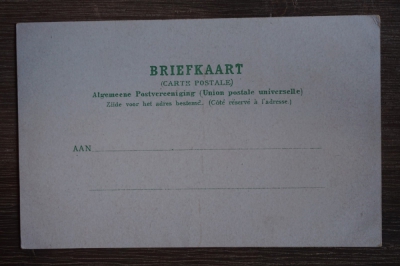 BRIEFKAART
(CARTE POSTALE)
Algemeene Postvereeniging (Union postale universelle)
Zijde voor het adres bestemd. (Côté réservé à l'adresse.)
AAN